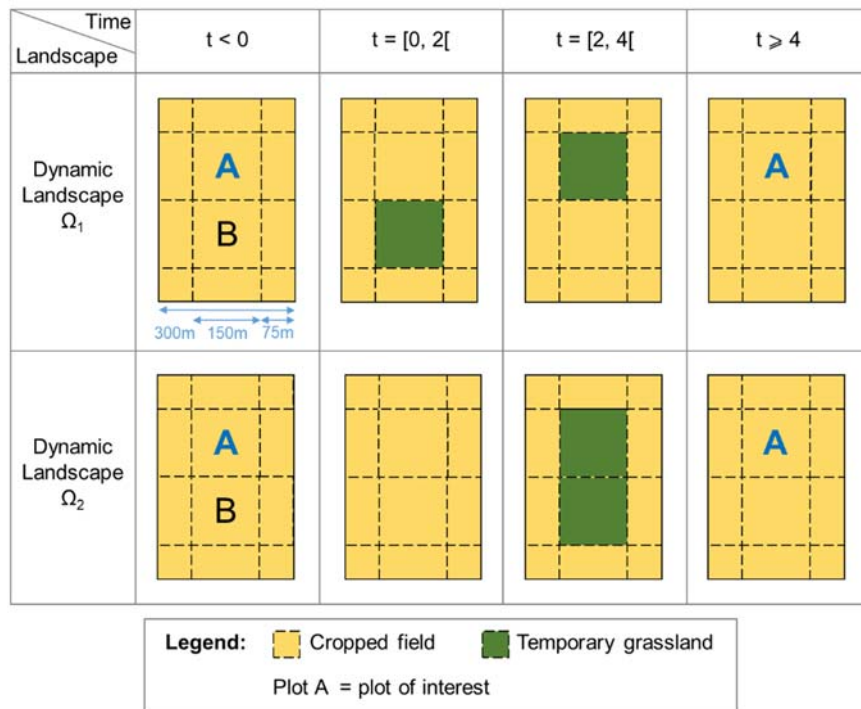 Time
Landscape
t < 0
t = [0, 2[
t = [2, 4[
t ⩾ 4
Dynamic
Landscape
Ω₁
A
B
300m 150m 75m
A
Dynamic
Landscape
Ω₂
A
B
A
Legend: Cropped field Temporary grassland
Plot A = plot of interest